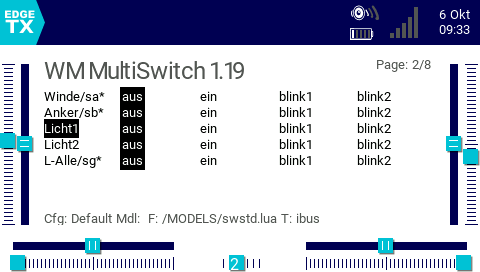 EDGE
TX
6 Okt
09:33
WM MultiSwitch 1.19
Page: 2/8
Winde/sa* aus ein blink1 blink2
Anker/sb* aus ein blink1 blink2
Licht1 aus ein blink1 blink2
Licht2 aus ein blink1 blink2
L-Alle/sg* aus ein blink1 blink2
Cfg: Default Mdl: F: /MODELS/swstd.lua T: ibus
2